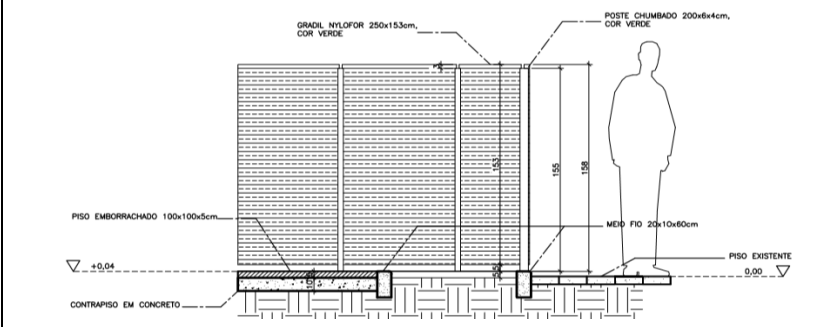 GRADIL NYLOFOR 250x153cm,
COR VERDE
POSTE CHUMBADO 200x6x4cm,
COR VERDE
153
155
158
PISO EMBORRACHADO 100x100x5cm
MEIO FIO 20x10x60cm
PISO EXISTENTE
+0,04
0,00
CONTRAPISO EM CONCRETO